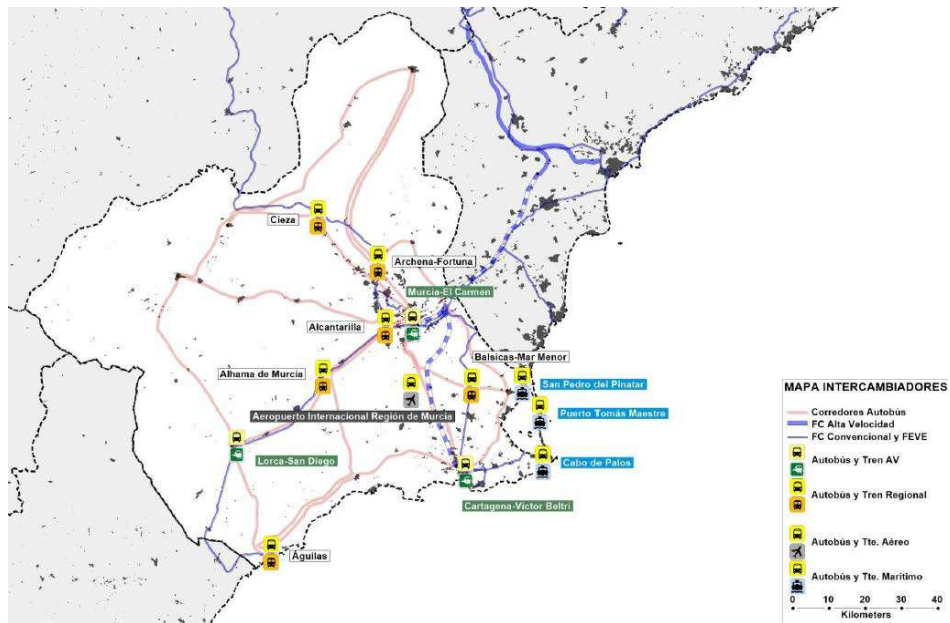 Cieza
Archena-Fortuna
Murcia-El Carmen
Alcantarilla
Balsicas-Mar Menor
Alhama de Murcia
San Pedro del Pinatar
Aeropuerto Internacional Región de Murcia
Puerto Tomás Maestre
Lorca-San Diego
Cabo de Palos
Cartagena-Víctor Beltrí
Águilas
MAPA INTERCAMBIADORES
Corredores Autobús
FC Alta Velocidad
FC Convencional y FEVE
Autobús y Tren AV
Autobús y Tren Regional
Autobús y Tte. Aéreo
Autobús y Tte. Marítimo
0 10 20 30 40
Kilometers